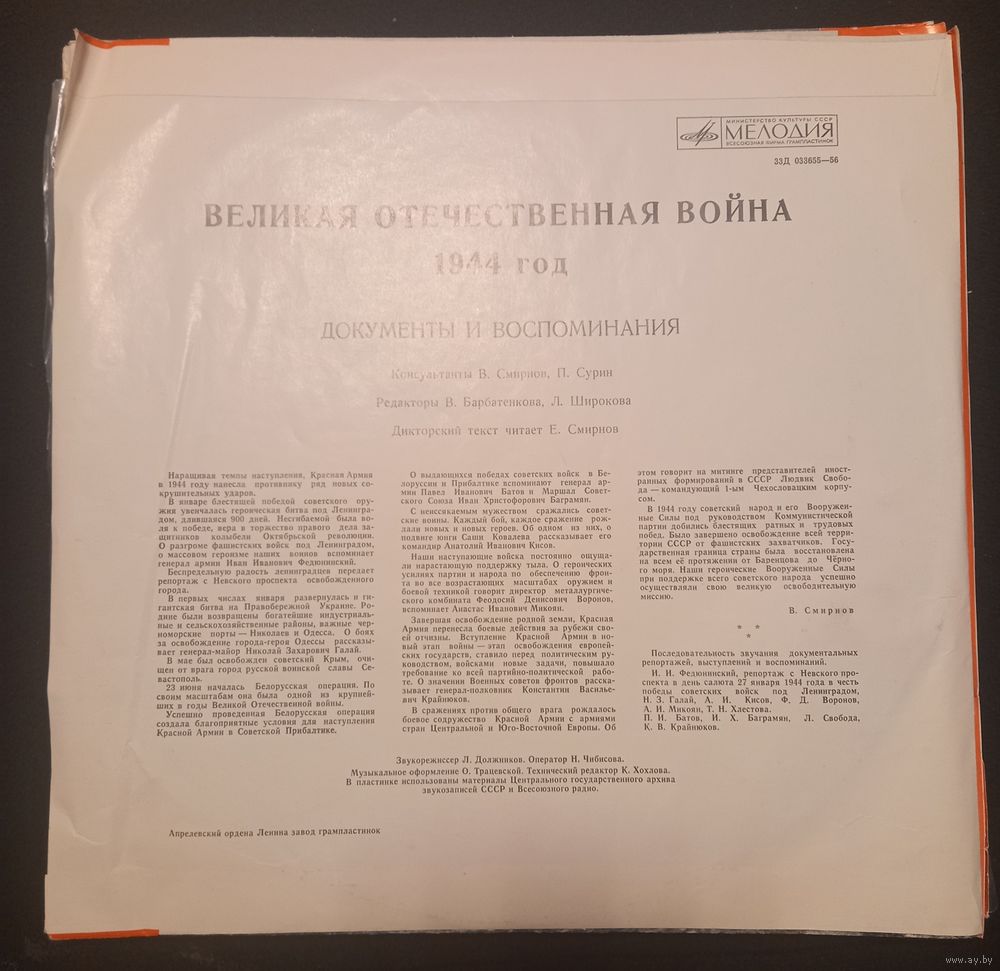 МИНИСТЕРСТВО КУЛЬТУРЫ СССР
МЕЛОДИЯ
ВСЕСОЮЗНАЯ ФИРМА ГРАМПЛАСТИНОК
33Д 033655—56
ВЕЛИКАЯ ОТЕЧЕСТВЕННАЯ ВОЙНА
1944 год
ДОКУМЕНТЫ И ВОСПОМИНАНИЯ
Консультанты В. Смирнов, П. Сурин
Редакторы В. Барбатенкова, Л. Широкова
Дикторский текст читает Е. Смирнов
Наращивая темпы наступления, Красная Армия
в 1944 году нанесла противнику ряд новых со-
крушительных ударов.
В январе блестящей победой советского ору-
жия увенчалась героическая битва под Ленингра-
дом, длившаяся 900 дней. Несгибаемой была во-
ля к победе, вера в торжество правого дела за-
щитников колыбели Октябрьской революции.
О разгроме фашистских войск под Ленинградом,
о массовом героизме наших воинов вспоминает
генерал армии Иван Иванович Федюнинский.
Беспредельную радость ленинградцев передает
репортаж с Невского проспекта освобожденного
города.
В первых числах января развернулась и ги-
гантская битва на Правобережной Украине. Ро-
дине были возвращены богатейшие индустриаль-
ные и сельскохозяйственные районы, важные чер-
номорские порты — Николаев и Одесса. О боях
за освобождение города-героя Одессы рассказы-
вает генерал-майор Николай Захарович Галай.
В мае был освобожден советский Крым, очи-
щен от врага город русской воинской славы Се-
вастополь.
23 июня началась Белорусская операция. По
своим масштабам она была одной из крупней-
ших в годы Великой Отечественной войны.
Успешно проведенная Белорусская операция
создала благоприятные условия для наступления
Красной Армии в Советской Прибалтике.
О выдающихся победах советских войск в Бе-
лоруссии и Прибалтике вспоминают генерал ар-
мии Павел Иванович Батов и Маршал Совет-
ского Союза Иван Христофорович Баграмян.
С неиссякаемым мужеством сражались совет-
ские воины. Каждый бой, каждое сражение рож-
дали новых и новых героев. Об одном из них, о
подвиге юнги Саши Ковалева рассказывает его
командир Анатолий Иванович Кисов.
Наши наступающие войска постоянно ощуща-
ли нарастающую поддержку тыла. О героических
усилиях партии и народа по обеспечению фрон-
та во все возрастающих масштабах оружием и
боевой техникой говорит директор металлургиче-
ского комбината Феодосий Денисович Воронов,
вспоминает Анастас Иванович Микоян.
Завершая освобождение родной земли, Красная
Армия перенесла боевые действия за рубежи сво-
ей отчизны. Вступление Красной Армии в но-
вый этап войны — этап освобождения европей-
ских государств, ставило перед политическим ру-
ководством, войсками новые задачи, повышало
требование ко всей партийно-политической рабо-
те. О значении Военных советов фронтов расска-
зывает генерал-полковник Константин Василье-
вич Крайнюков.
В сражениях против общего врага рождалось
боевое содружество Красной Армии с армиями
стран Центральной и Юго-Восточной Европы. Об
этом говорит на митинге представителей иност-
ранных формирований в СССР Людвик Свобо-
да — командующий 1-ым Чехословацким корпу-
сом.
В 1944 году советский народ и его Вооружен-
ные Силы под руководством Коммунистической
партии добились блестящих ратных и трудовых
побед. Было завершено освобождение всей терри-
тории СССР от фашистских захватчиков. Госу-
дарственная граница страны была восстановлена
на всем её протяжении от Баренцова до Чёрно-
го моря. Наши героические Вооруженные Силы
при поддержке всего советского народа успешно
осуществляли свою великую освободительную
миссию.
В. Смирнов
* *
*
Последовательность звучания документальных
репортажей, выступлений и воспоминаний.
И. И. Федюнинский, репортаж с Невского про-
спекта в день салюта 27 января 1944 года в честь
победы советских войск под Ленинградом,
Н. З. Галай, А. И. Кисов, Ф. Д. Воронов,
А. И. Микоян, Т. Н. Хлестова.
П. И. Батов, И. Х. Баграмян, Л. Свобода,
К. В. Крайнюков.
Звукорежиссер Л. Должников. Оператор Н. Чибисова.
Музыкальное оформление О. Трацевской. Технический редактор К. Хохлова.
В пластинке использованы материалы Центрального государственного архива
звукозаписей СССР и Всесоюзного радио.
Апрелевский ордена Ленина завод грампластинок
www.ay.by